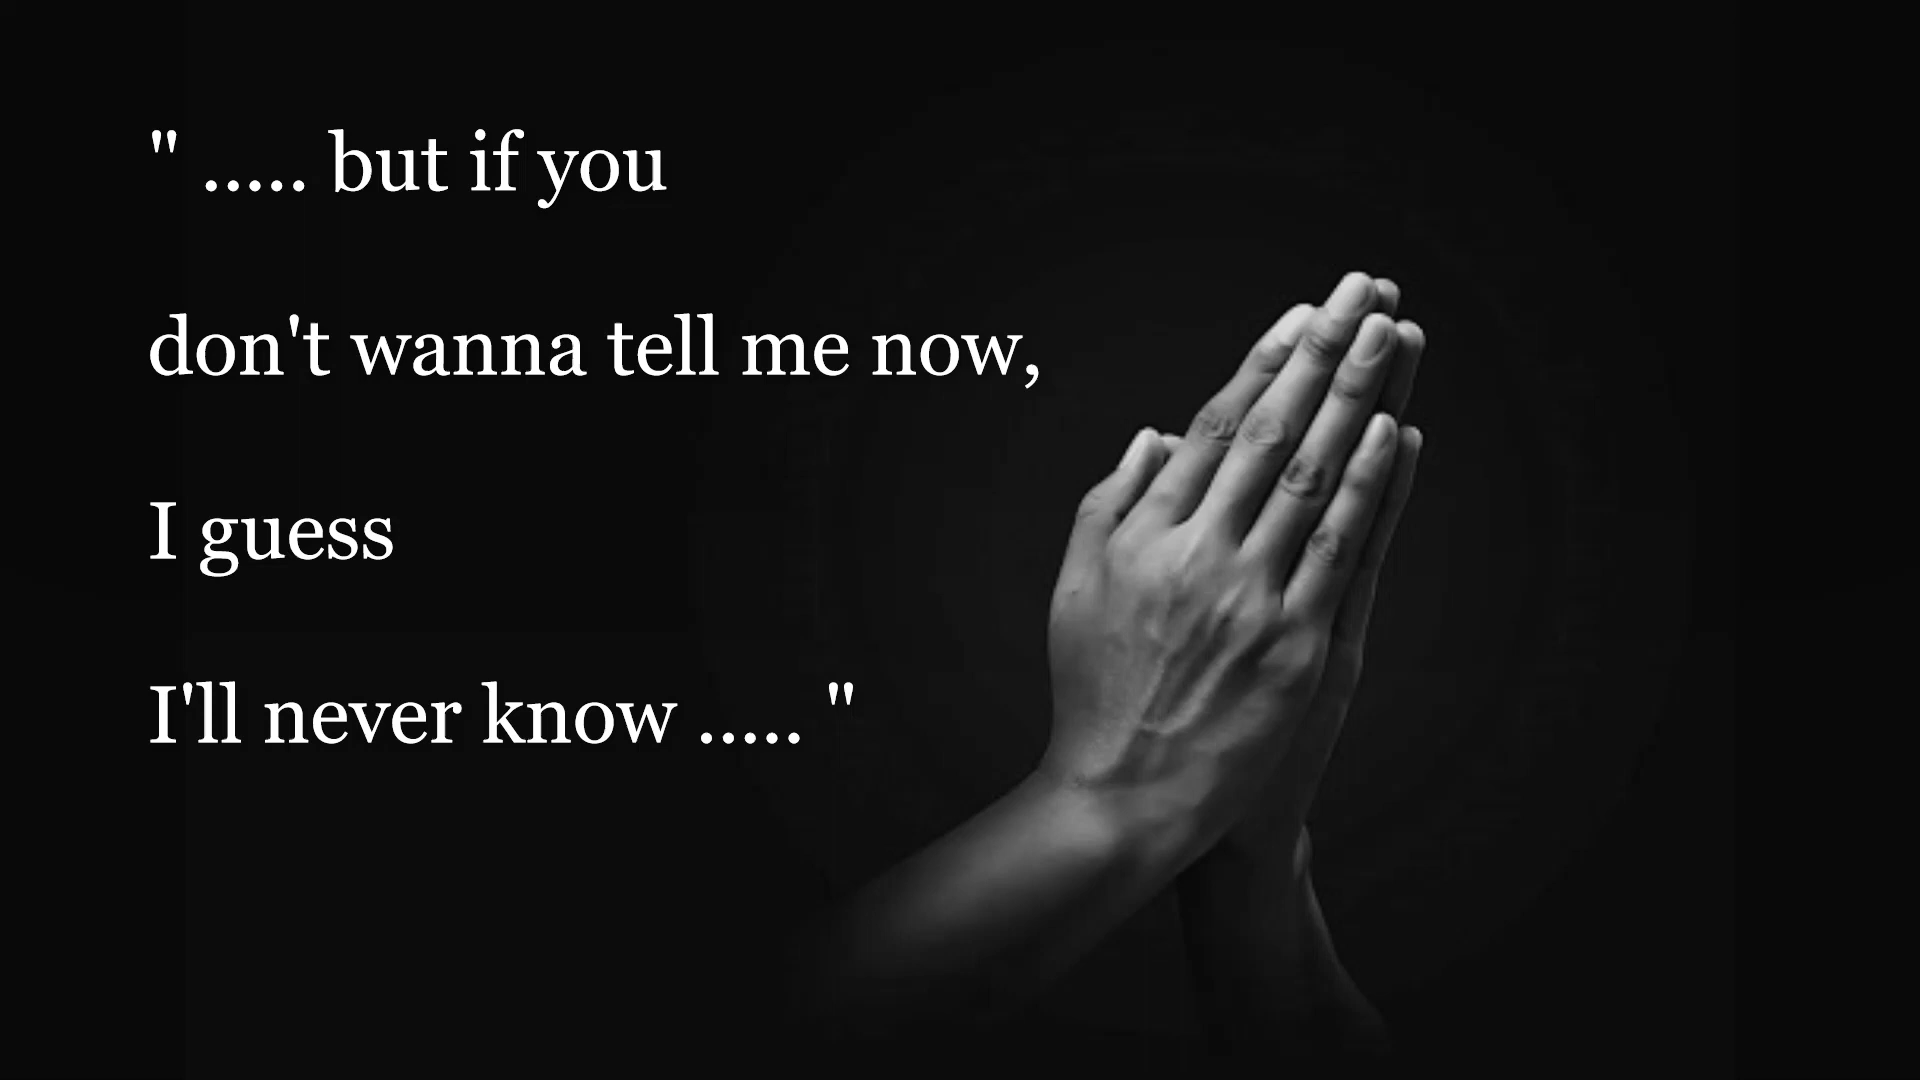 " ..... but if you
don't wanna tell me now,
I guess
I'll never know ..... "